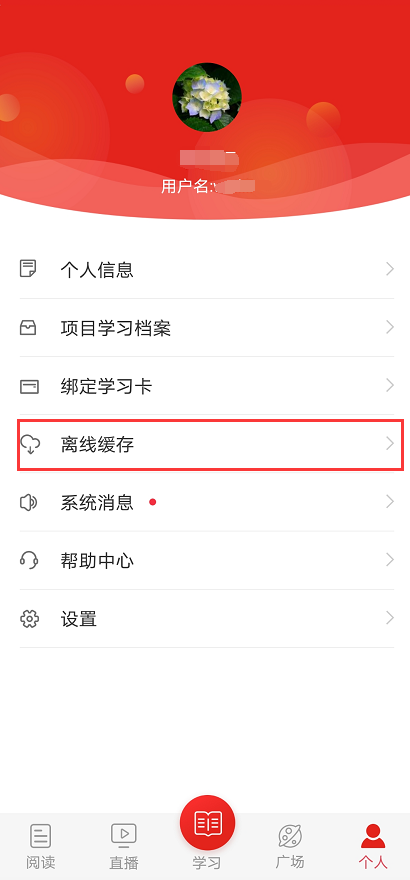 用户名:
个人信息
项目学习档案
绑定学习卡
离线缓存
系统消息
帮助中心
设置
阅读
直播
学习
广场
个人